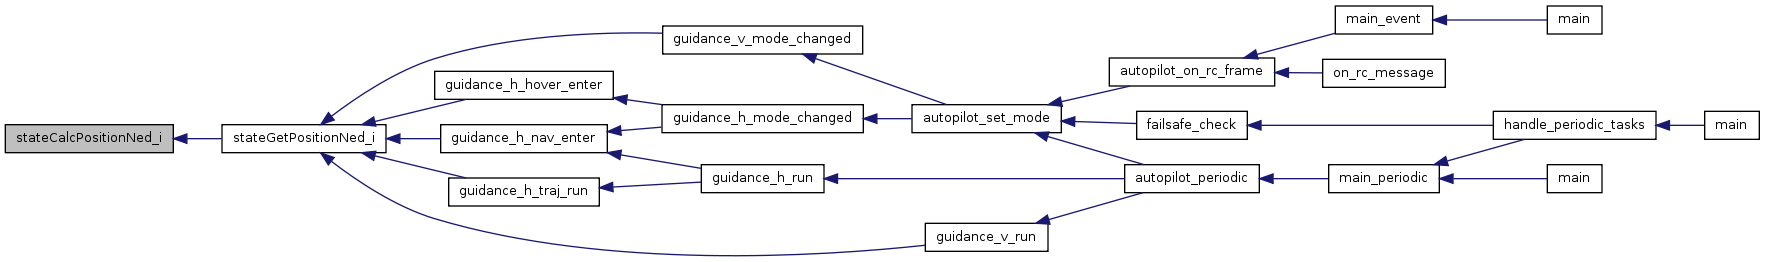 stateCalcPositionNed_i
stateGetPositionNed_i
guidance_v_mode_changed
guidance_h_hover_enter
guidance_h_nav_enter
guidance_h_traj_run
guidance_h_mode_changed
guidance_h_run
guidance_v_run
autopilot_set_mode
autopilot_on_rc_frame
failsafe_check
autopilot_periodic
main_event
on_rc_message
main_periodic
handle_periodic_tasks
main
main
main